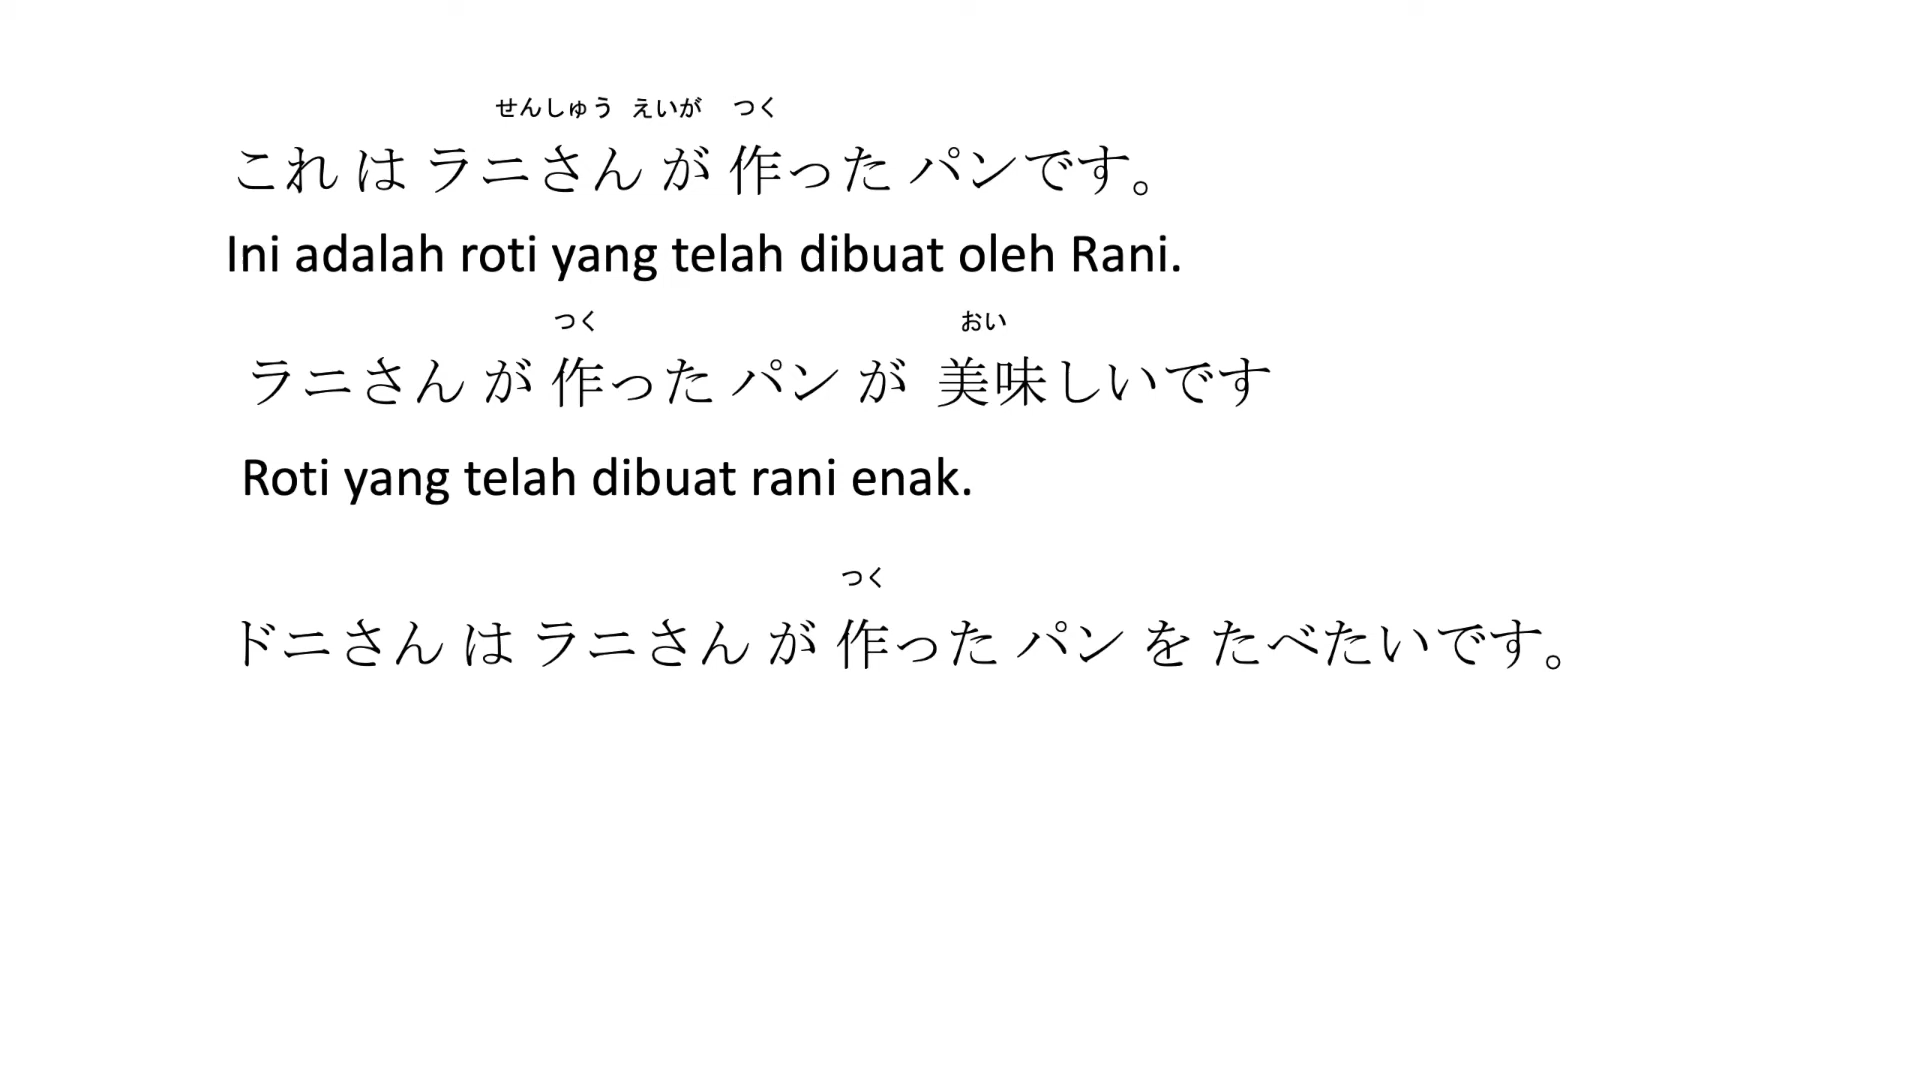 せんしゅう えいが つく
これ は ラニさん が 作った パンです。
Ini adalah roti yang telah dibuat oleh Rani.
つく おい
ラニさん が 作った パン が 美味しいです
Roti yang telah dibuat rani enak.
つく
ドニさん は ラニさん が 作った パン を たべたいです。